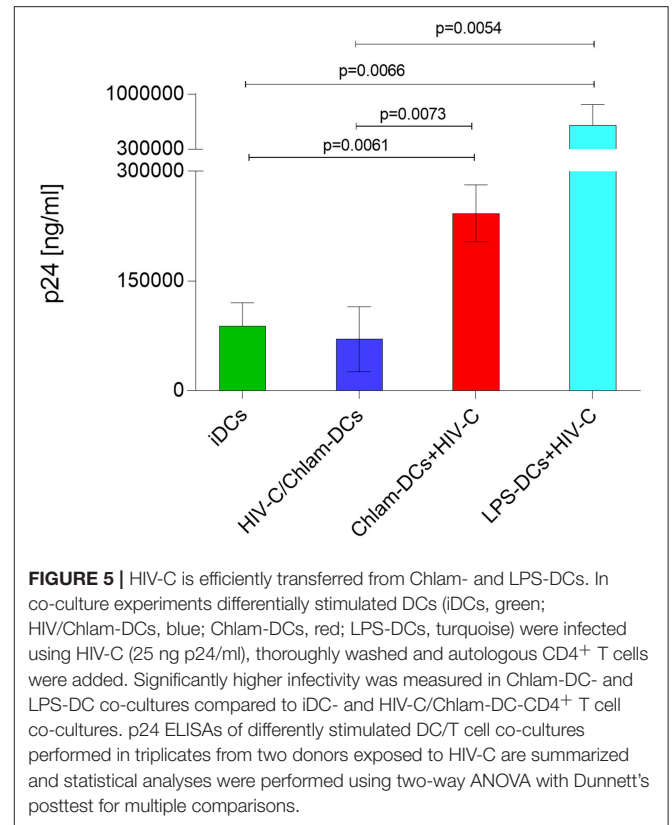 p=0.0054
p=0.0066
1000000
p=0.0073
300000
p=0.0061
300000
p24 [ng/ml]
150000
0
iDCs
HIV-C/Chlam-DCs
Chlam-DCs+HIV-C
LPS-DCs+HIV-C
FIGURE 5 | HIV-C is efficiently transferred from Chlam- and LPS-DCs. In
co-culture experiments differentially stimulated DCs (iDCs, green;
HIV/Chlam-DCs, blue; Chlam-DCs, red; LPS-DCs, turquoise) were infected
using HIV-C (25 ng p24/ml), thoroughly washed and autologous CD4+ T cells
were added. Significantly higher infectivity was measured in Chlam-DC- and
LPS-DC co-cultures compared to iDC- and HIV-C/Chlam-DC-CD4+ T cell
co-cultures. p24 ELISAs of differently stimulated DC/T cell co-cultures
performed in triplicates from two donors exposed to HIV-C are summarized
and statistical analyses were performed using two-way ANOVA with Dunnett's
posttest for multiple comparisons.